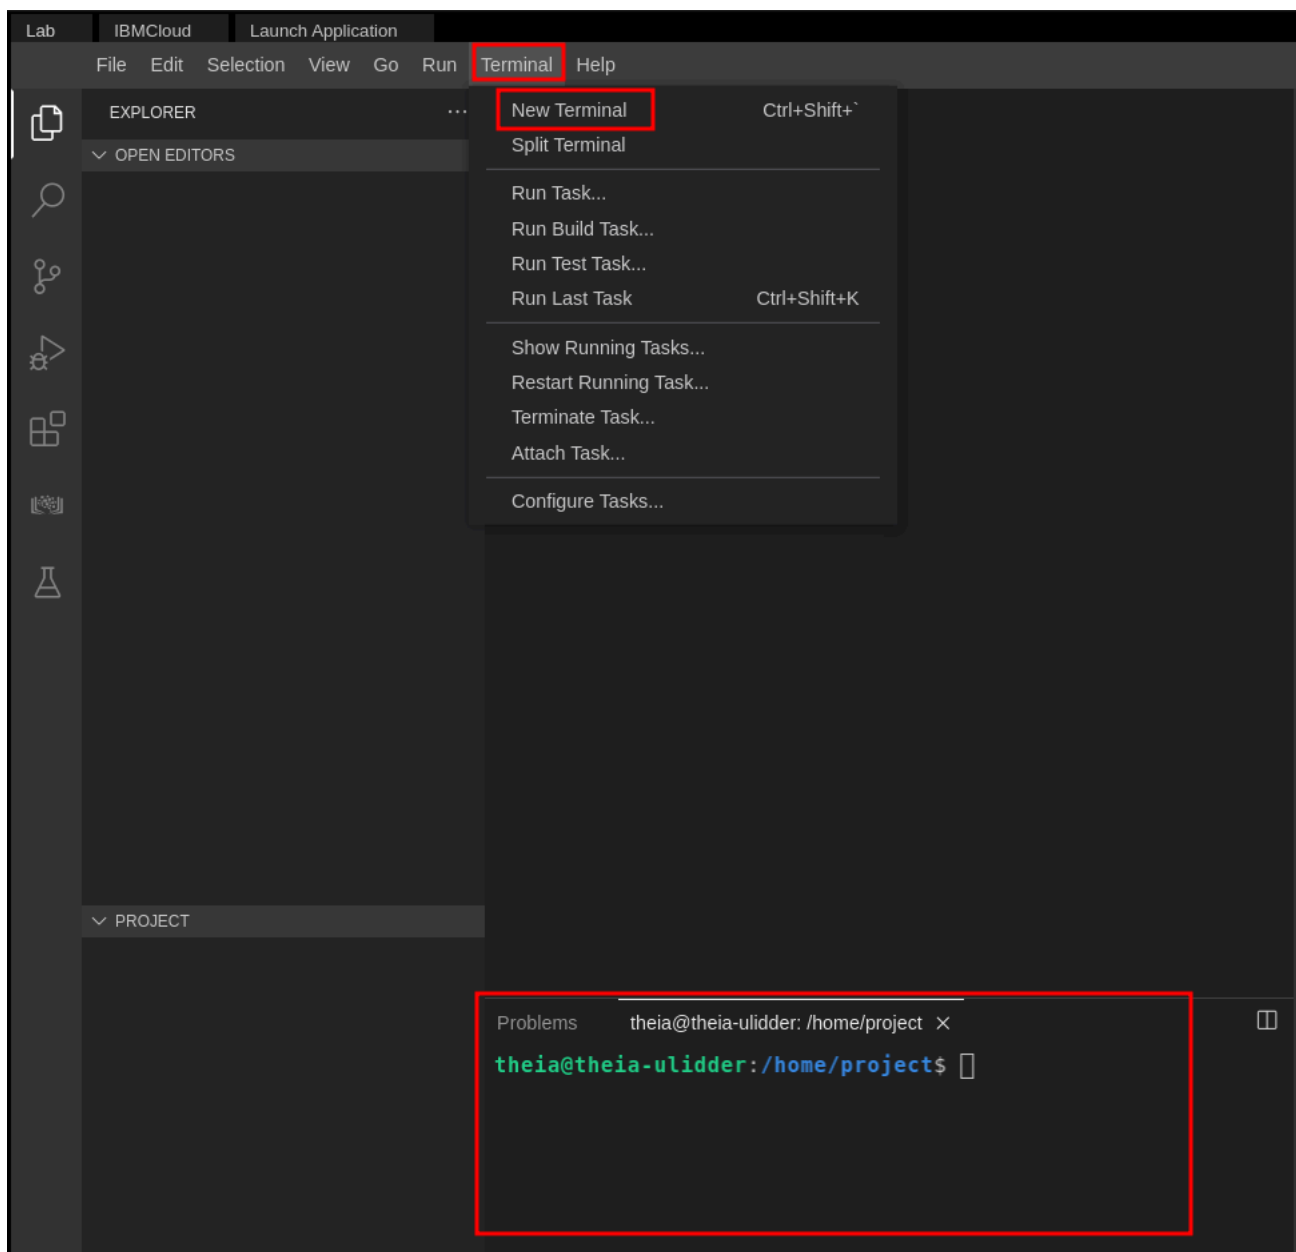 Lab IBMCloud Launch Application
File Edit Selection View Go Run Terminal Help
EXPLORER ...
OPEN EDITORS
New Terminal Ctrl+Shift+`
Split Terminal
Run Task...
Run Build Task...
Run Test Task...
Run Last Task Ctrl+Shift+K
Show Running Tasks...
Restart Running Task...
Terminate Task...
Attach Task...
Configure Tasks...
PROJECT
Problems theia@theia-ulidder: /home/project ×
theia@theia-ulidder:/home/project$